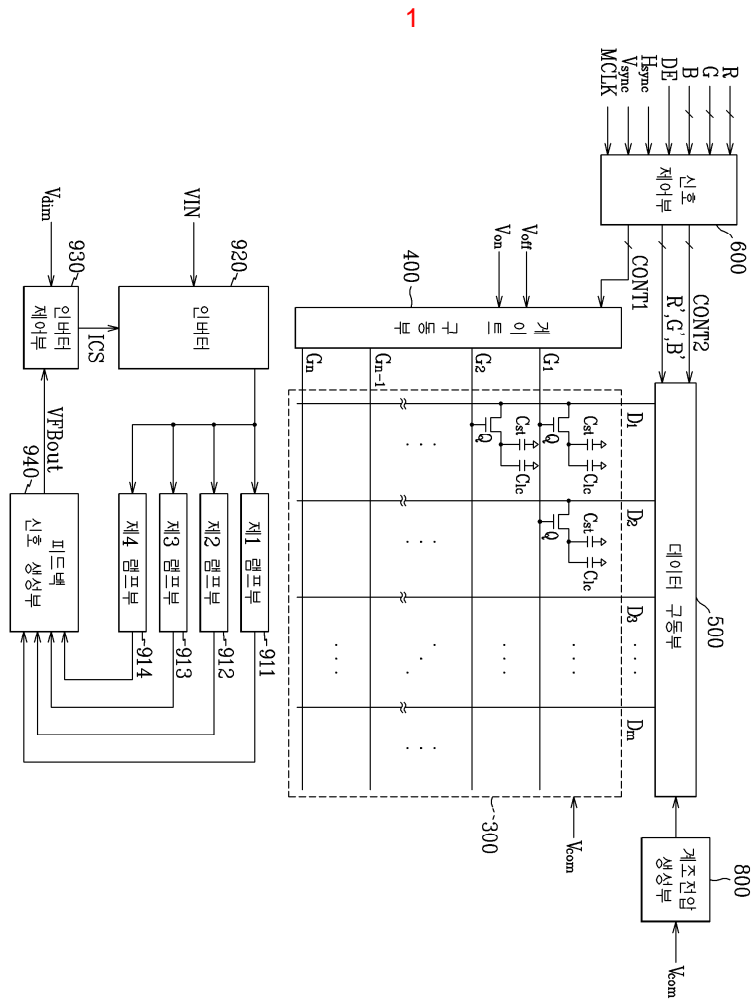 1
R
G
B
DE
Hsync
Vsync
MCLK
신호
제어부
600
CONT1
CONT2
R',G',B'
Voff
Von
400
게이트
구동부
G1
G2
Gn-1
Gn
데이터 구동부
500
D1
D2
D3
Dm
Q
Cst
Clc
Q
Cst
Clc
Q
Cst
Clc
300
Vcom
계조전압
생성부
800
Vcom
VIN
920
인버터
Vdim
930
인버터
제어부
ICS
VFBout
940
피드백
신호 생성부
제1 램프부
911
제2 램프부
912
제3 램프부
913
제4 램프부
914